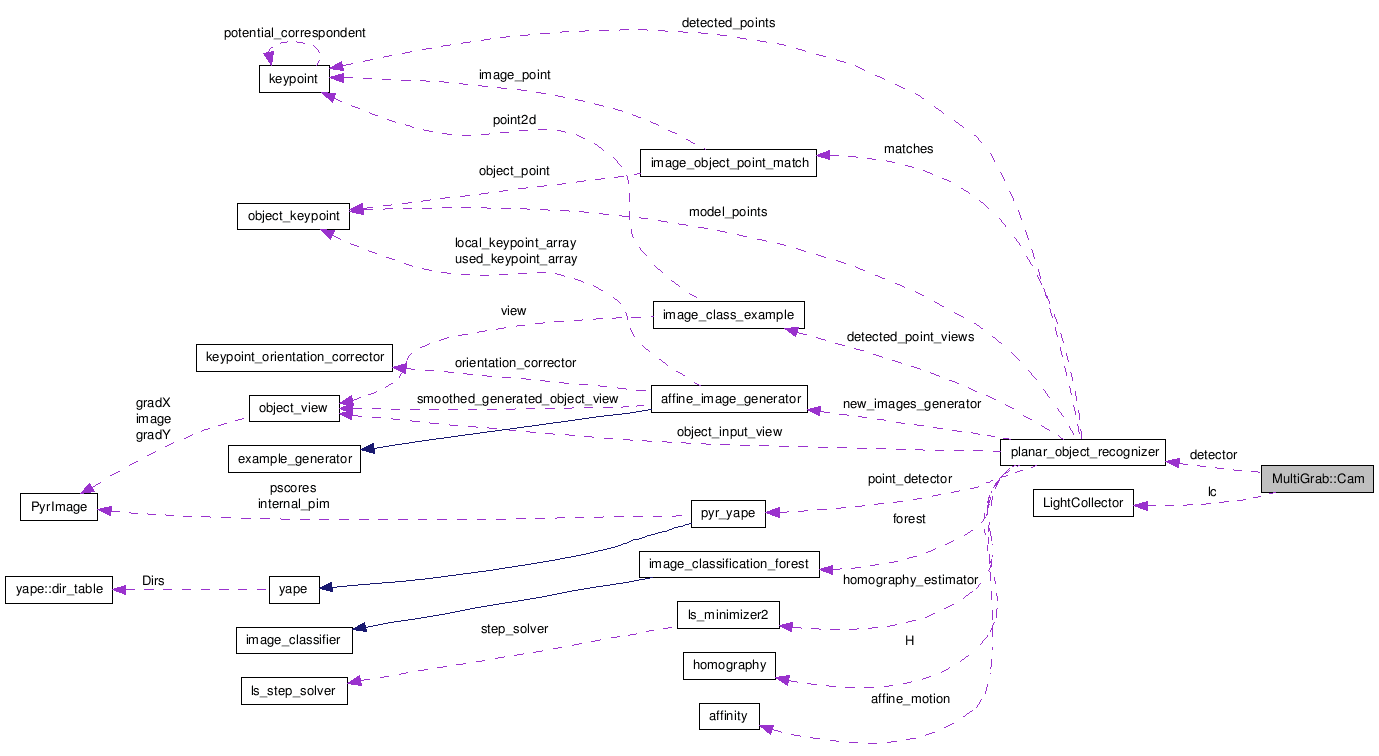 detected_points
potential_correspondent
keypoint
image_point
point2d
matches
image_object_point_match
object_point
object_keypoint
model_points
local_keypoint_array
used_keypoint_array
view
image_class_example
detected_point_views
keypoint_orientation_corrector
orientation_corrector
gradX
image
gradY
object_view
smoothed_generated_object_view
affine_image_generator
new_images_generator
object_input_view
example_generator
planar_object_recognizer
detector
MultiGrab::Cam
lc
LightCollector
PyrImage
pscores
internal_pim
point_detector
pyr_yape
forest
image_classification_forest
yape::dir_table
Dirs
yape
homography_estimator
ls_minimizer2
image_classifier
step_solver
H
homography
ls_step_solver
affine_motion
affinity